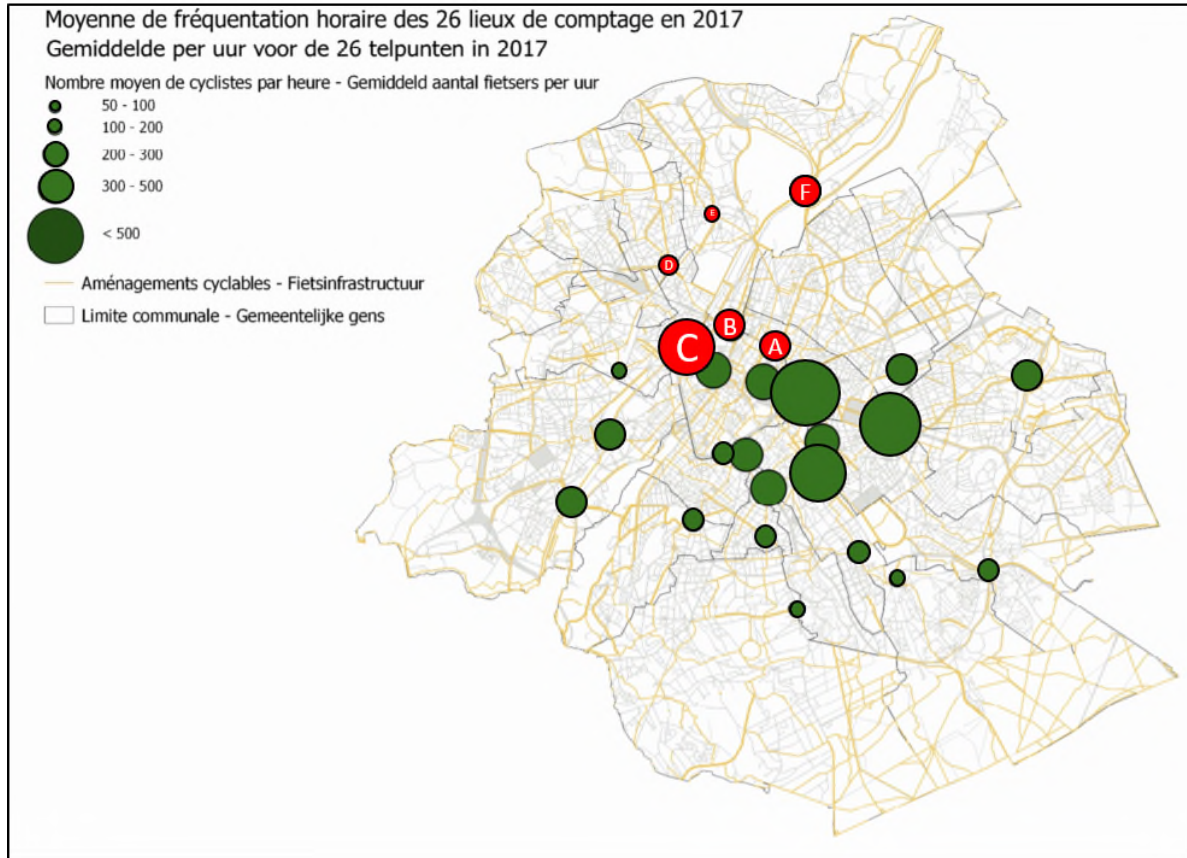 Moyenne de fréquentation horaire des 26 lieux de comptage en 2017
Gemiddelde per uur voor de 26 telpunten in 2017
Nombre moyen de cyclistes par heure - Gemiddeld aantal fietsers per uur
50 - 100
100 - 200
200 - 300
300 - 500
< 500
Aménagements cyclables - Fietsinfrastructuur
Limite communale - Gemeentelijke gens
F
E
D
B
A
C